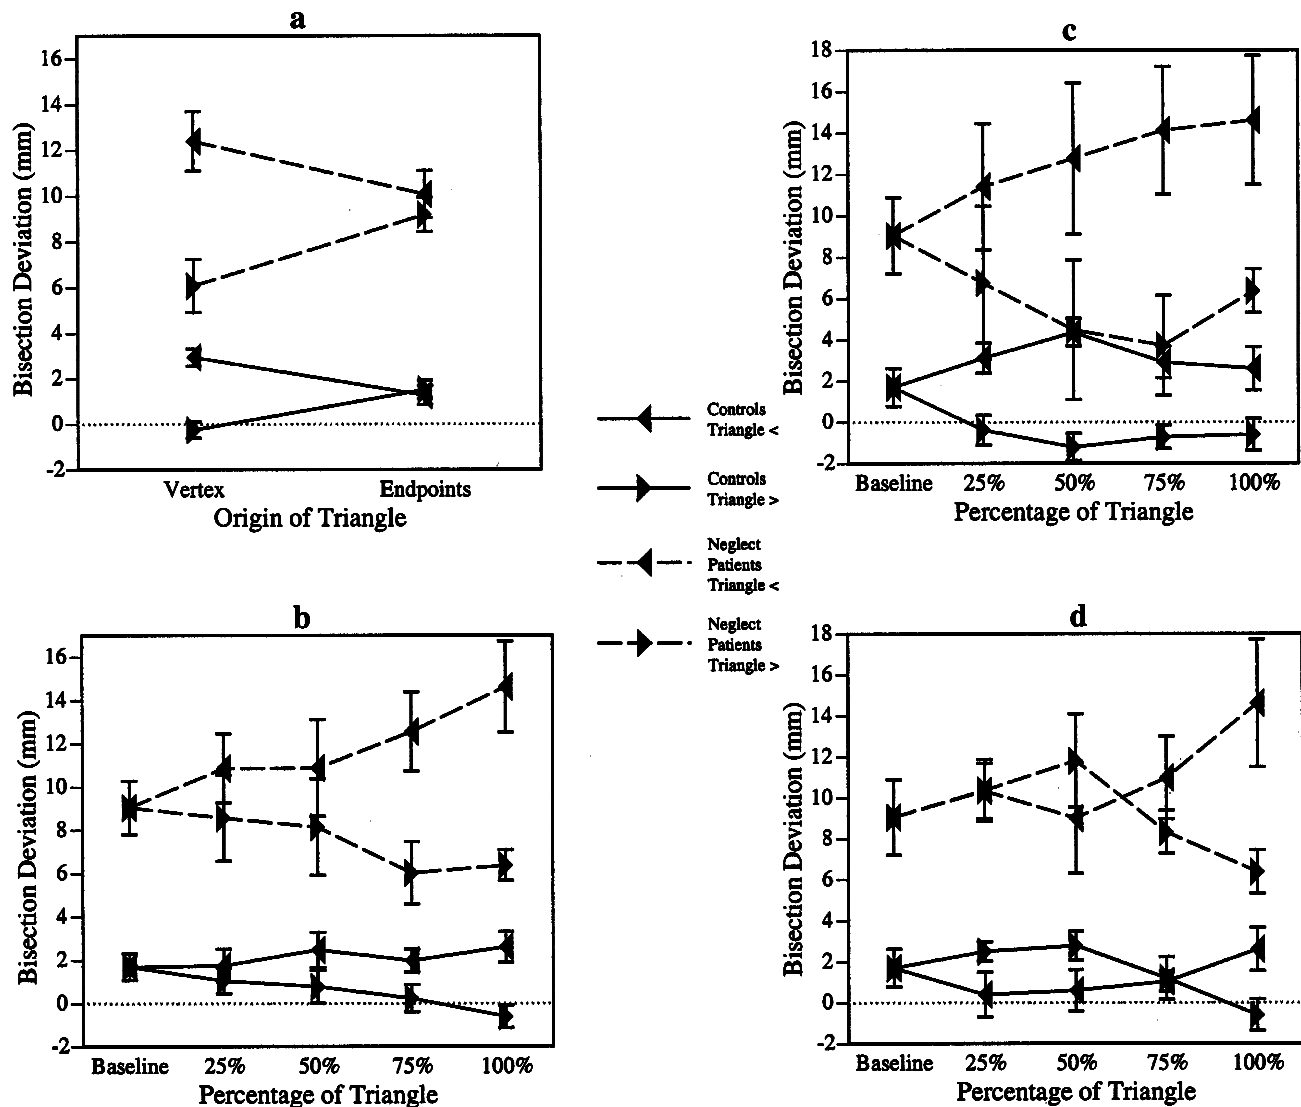 a
16
14
12
10
8
6
4
2
0
-2
Bisection Deviation (mm)
Vertex
Endpoints
Origin of Triangle
c
18
16
14
12
10
8
6
4
2
0
-2
Bisection Deviation (mm)
Baseline
25%
50%
75%
100%
Percentage of Triangle
Controls
Triangle <
Controls
Triangle >
Neglect
Patients
Triangle <
Neglect
Patients
Triangle >
b
16
14
12
10
8
6
4
2
0
-2
Bisection Deviation (mm)
Baseline
25%
50%
75%
100%
Percentage of Triangle
d
18
16
14
12
10
8
6
4
2
0
-2
Bisection Deviation (mm)
Baseline
25%
50%
75%
100%
Percentage of Triangle